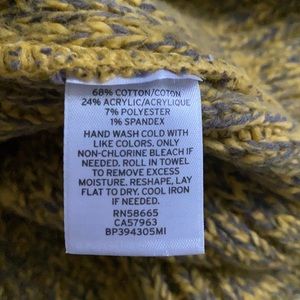 68% COTTON/COTON
24% ACRYLIC/ACRYLIQUE
7% POLYESTER
1% SPANDEX
HAND WASH COLD WITH
LIKE COLORS. ONLY
NON-CHLORINE BLEACH IF
NEEDED. ROLL IN TOWEL
TO REMOVE EXCESS
MOISTURE. RESHAPE, LAY
FLAT TO DRY. COOL IRON
IF NEEDED.
RN58665
CA57963
BP394305MI